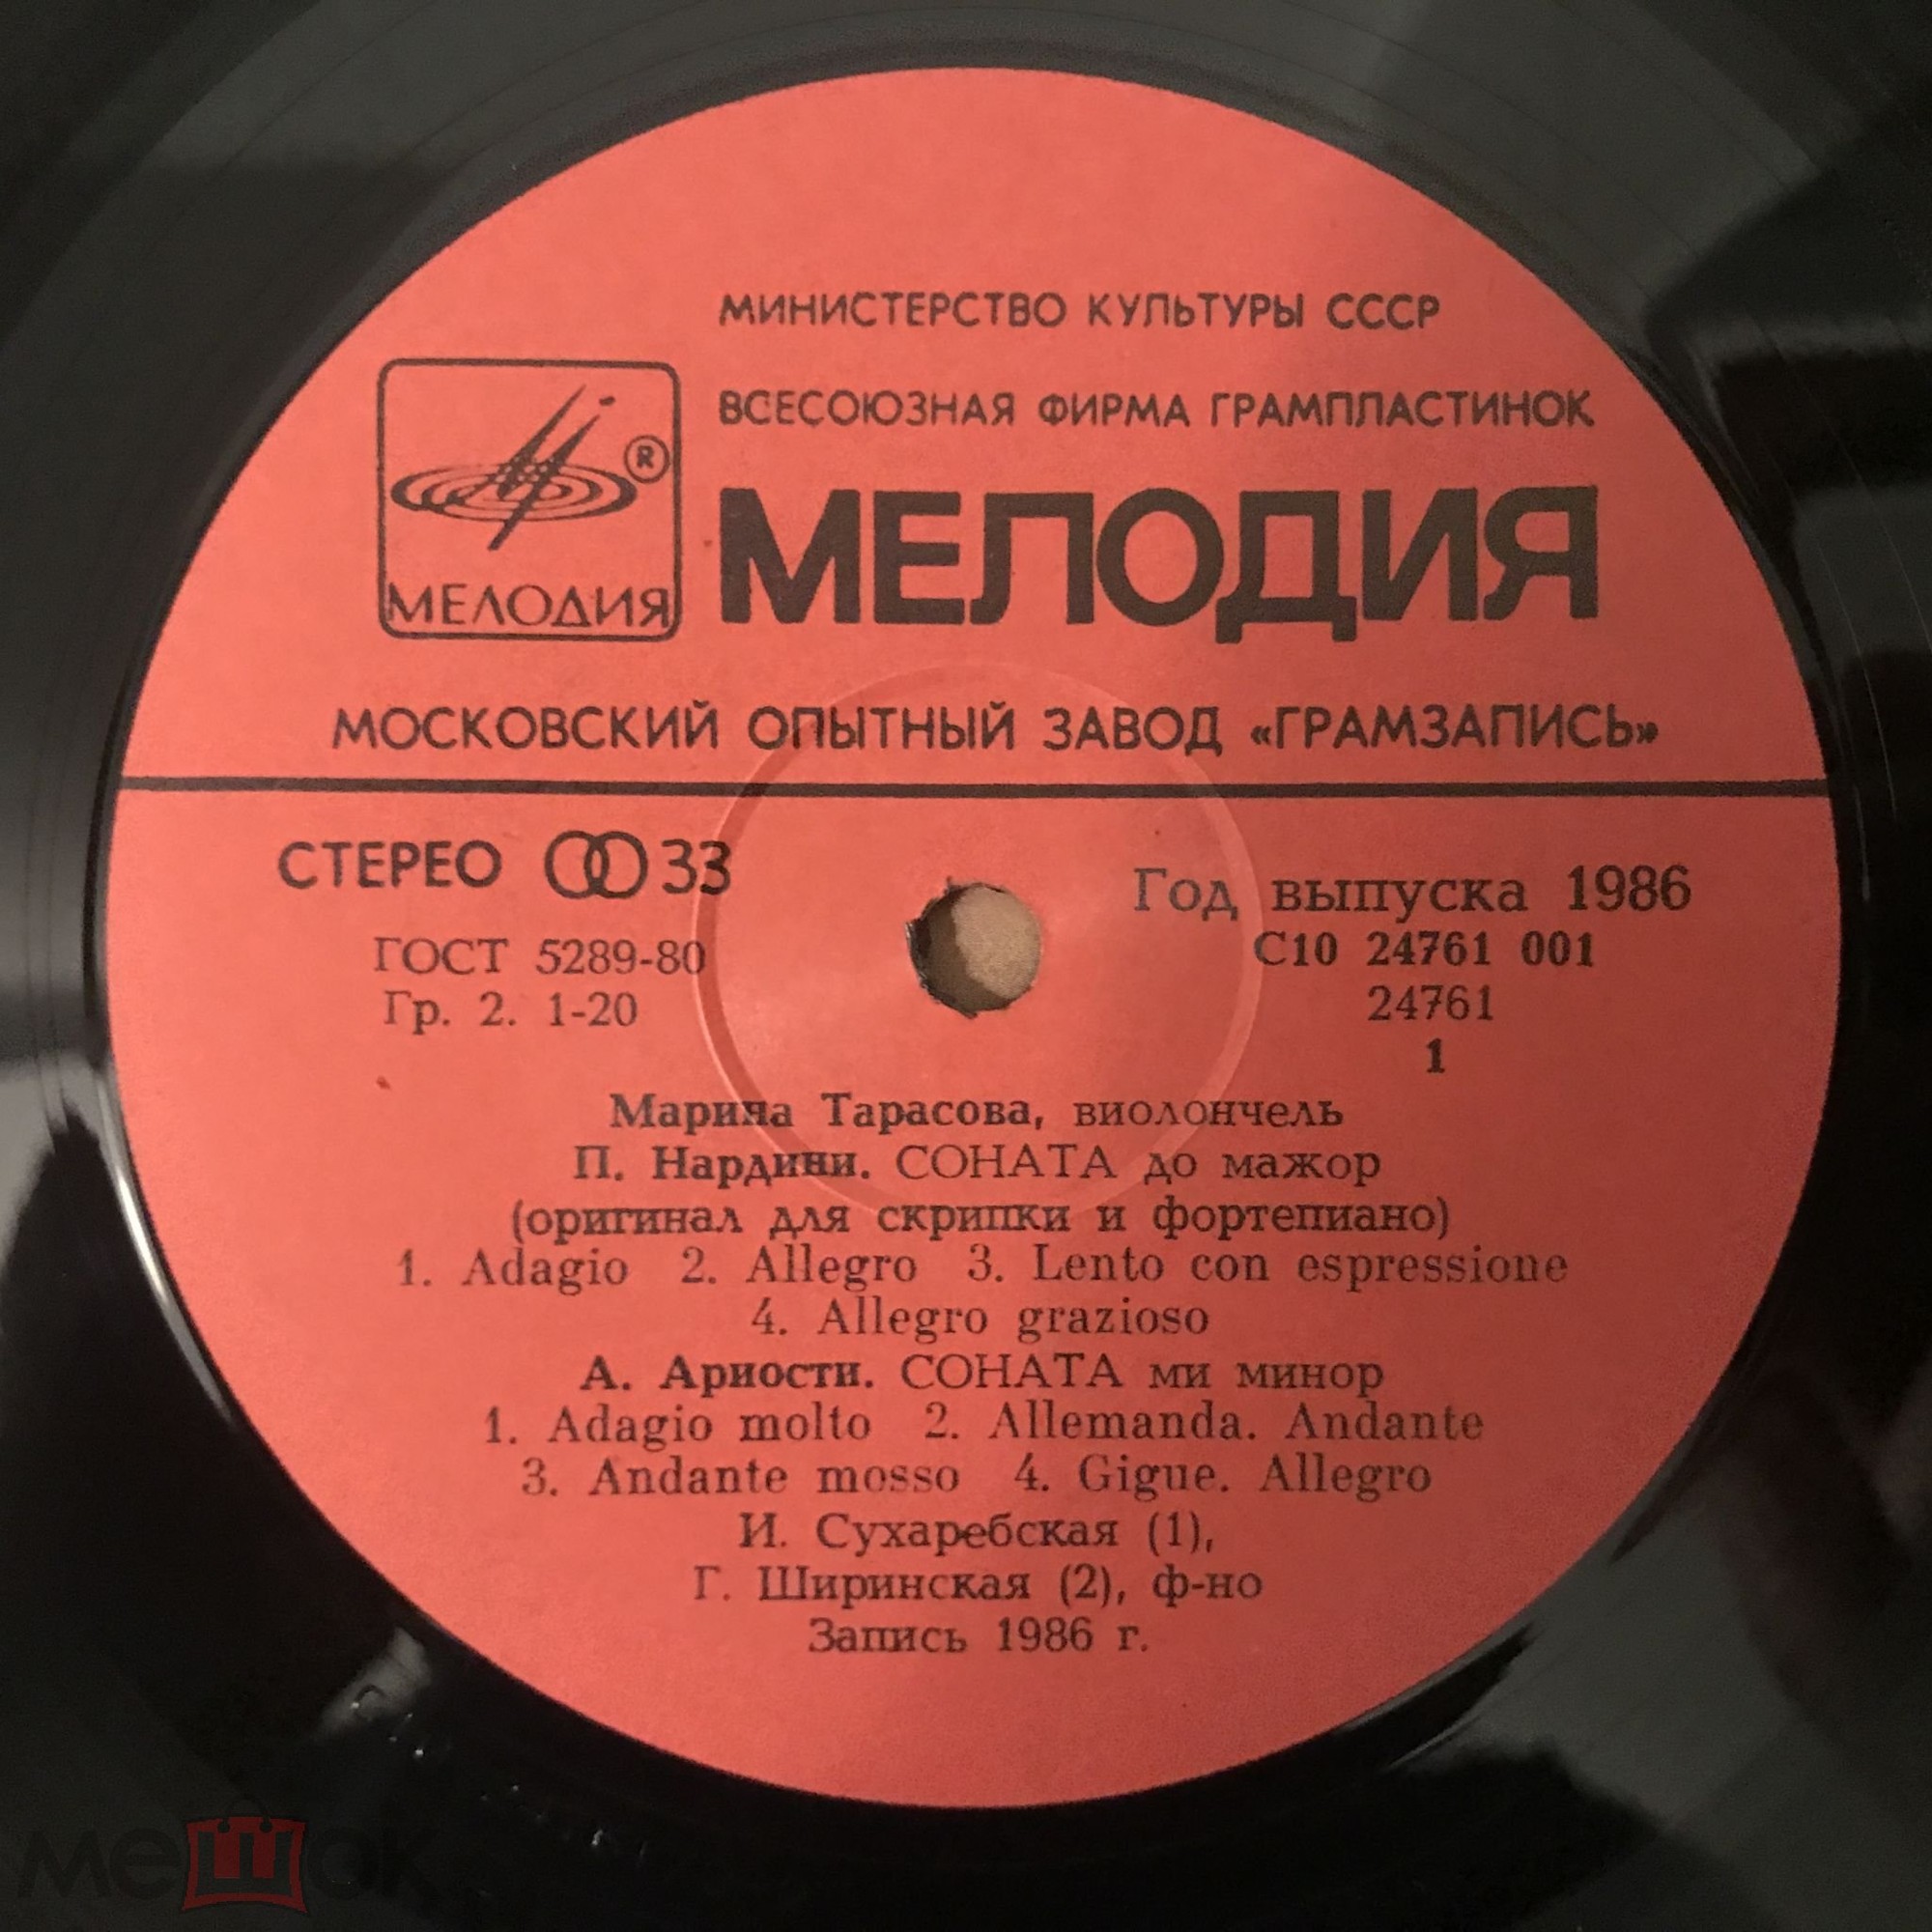 МИНИСТЕРСТВО КУЛЬТУРЫ СССР
ВСЕСОЮЗНАЯ ФИРМА ГРАМПЛАСТИНОК
®
МЕЛОДИЯ
МЕЛОДИЯ
МОСКОВСКИЙ ОПЫТНЫЙ ЗАВОД «ГРАМЗАПИСЬ»
СТЕРЕО 33
ГОСТ 5289-80
Гр. 2. 1-20
Год выпуска 1986
С10 24761 001
24761
1
Марина Тарасова, виолончель
П. Нардини. СОНАТА до мажор
(оригинал для скрипки и фортепиано)
1. Adagio 2. Allegro 3. Lento con espressione
4. Allegro grazioso
А. Ариости. СОНАТА ми минор
1. Adagio molto 2. Allemanda. Andante
3. Andante mosso 4. Gigue. Allegro
И. Сухаребская (1),
Г. Ширинская (2), ф-но
Запись 1986 г.
мешок